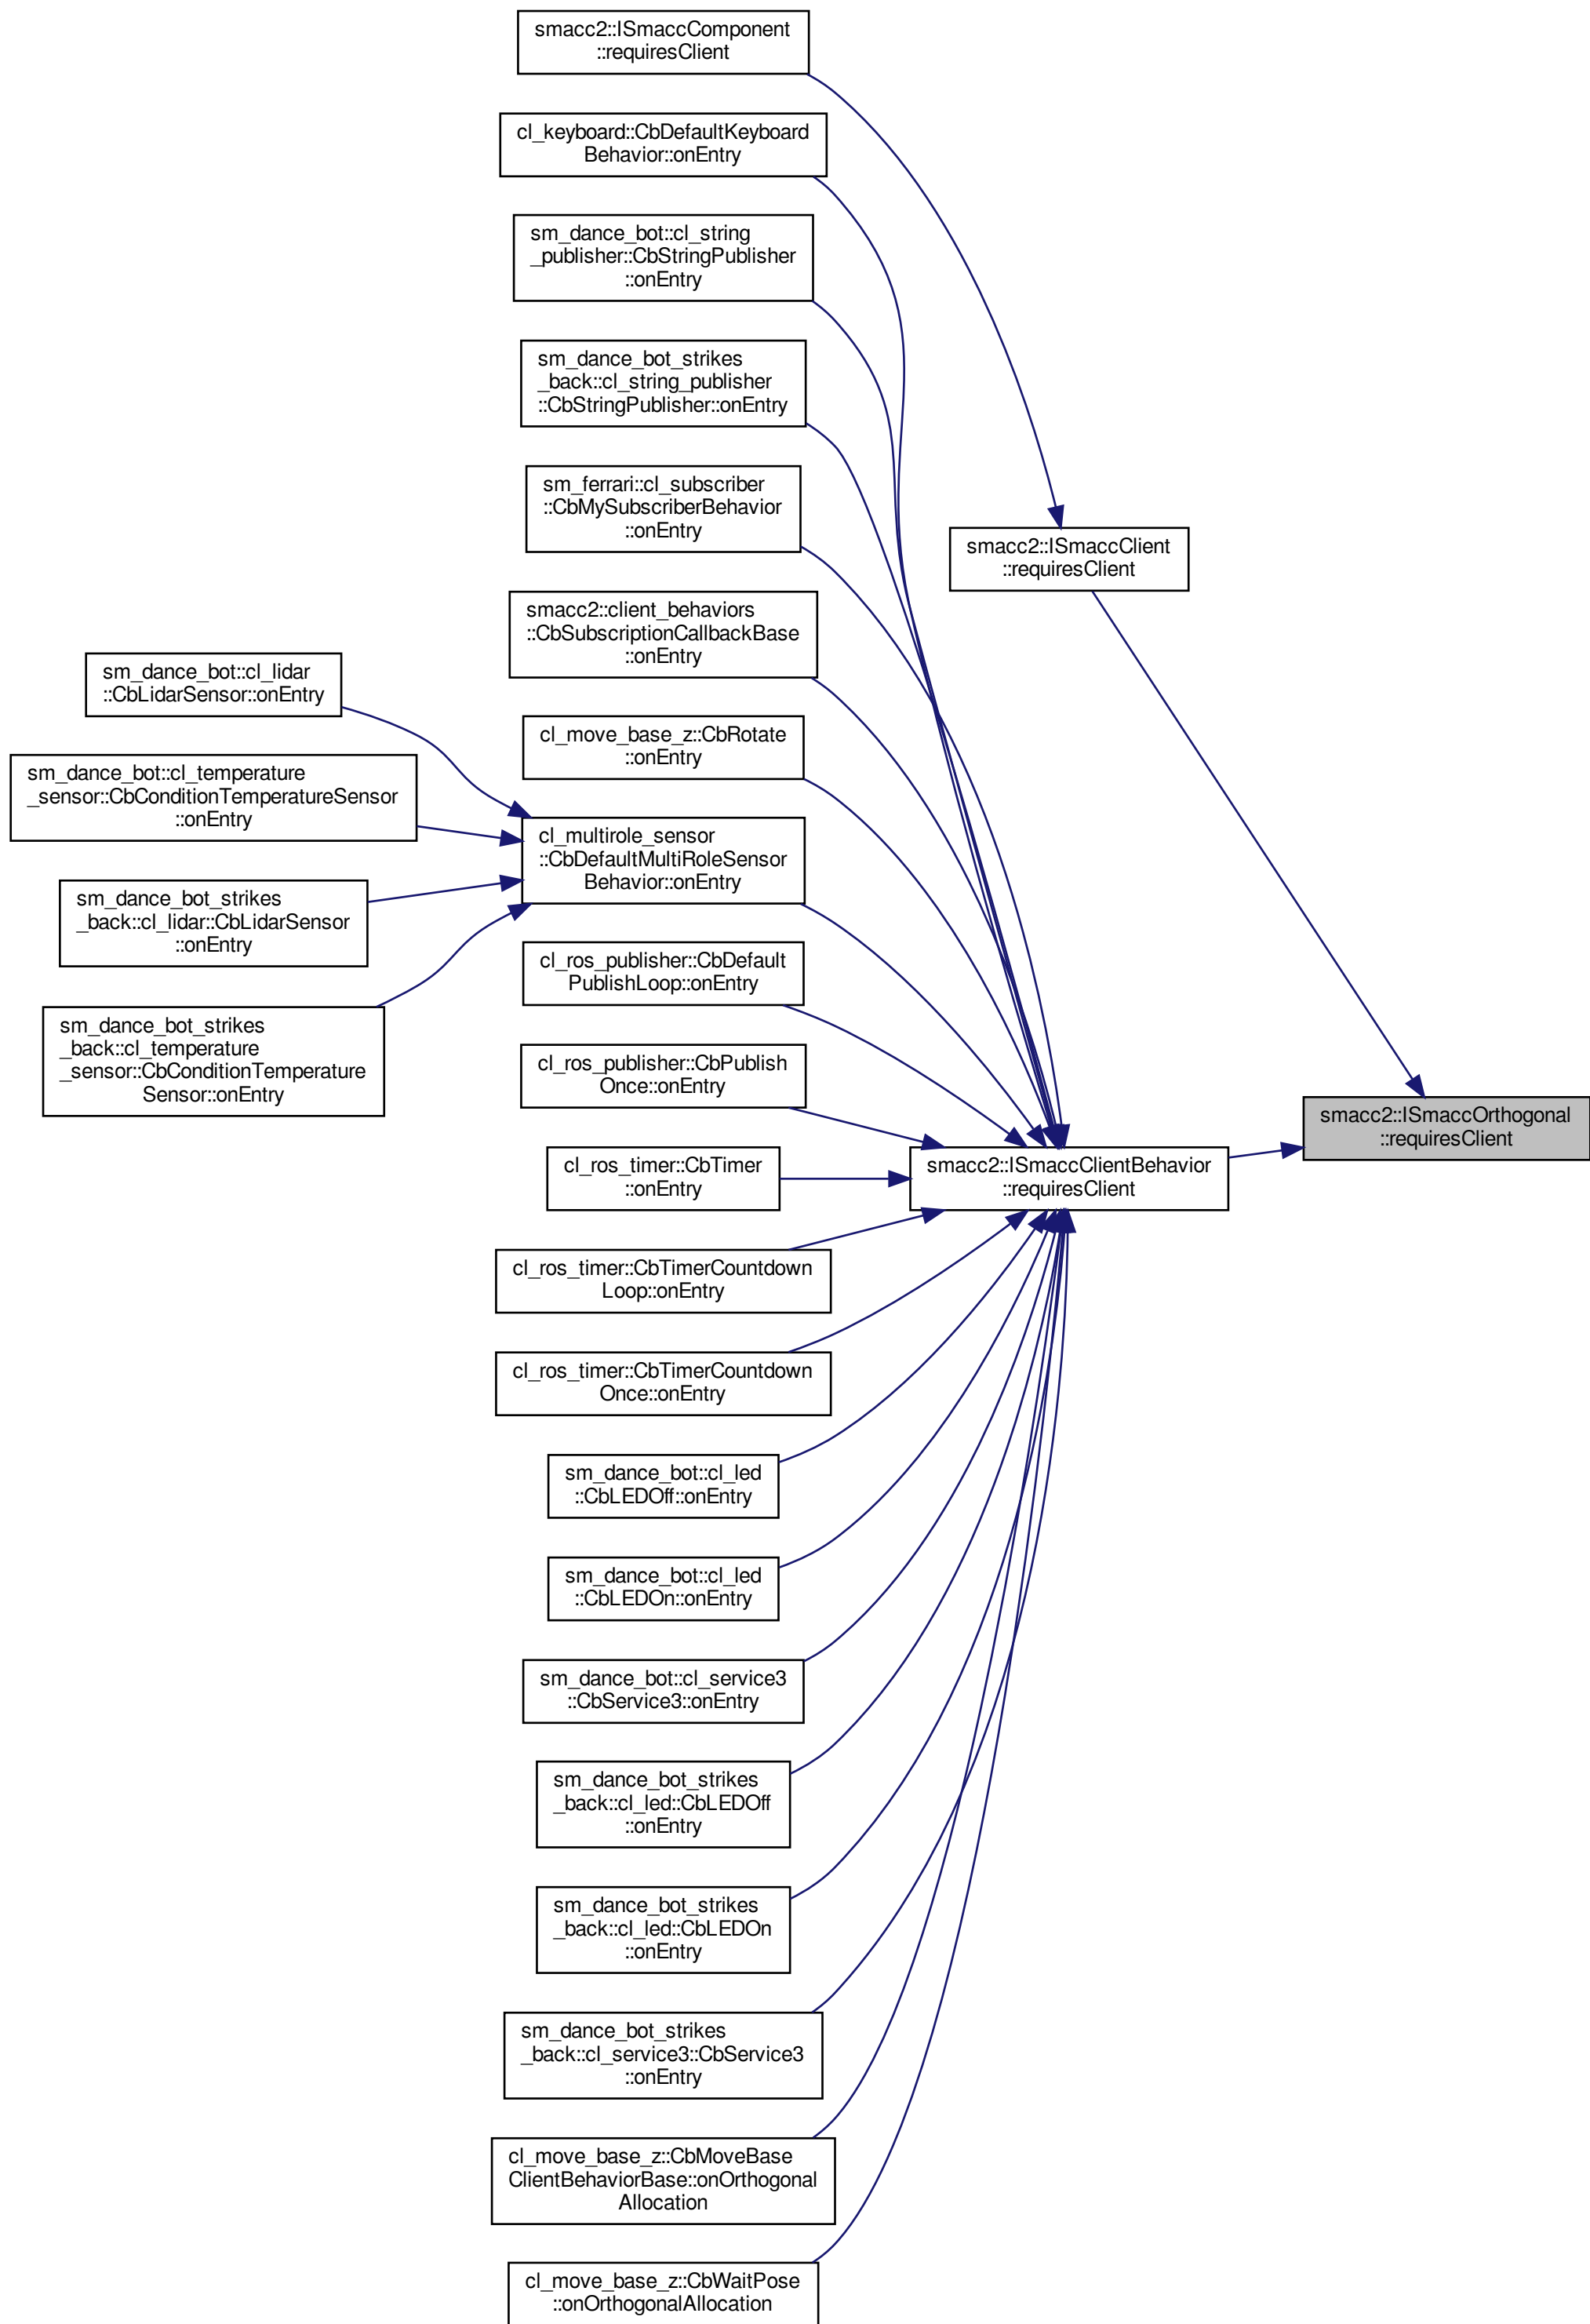 smacc2::ISmaccComponent
::requiresClient
cl_keyboard::CbDefaultKeyboard
Behavior::onEntry
sm_dance_bot::cl_string
_publisher::CbStringPublisher
::onEntry
sm_dance_bot_strikes
_back::cl_string_publisher
::CbStringPublisher::onEntry
sm_ferrari::cl_subscriber
::CbMySubscriberBehavior
::onEntry
smacc2::ISmaccClient
::requiresClient
smacc2::client_behaviors
::CbSubscriptionCallbackBase
::onEntry
sm_dance_bot::cl_lidar
::CbLidarSensor::onEntry
cl_move_base_z::CbRotate
::onEntry
sm_dance_bot::cl_temperature
_sensor::CbConditionTemperatureSensor
::onEntry
cl_multirole_sensor
::CbDefaultMultiRoleSensor
Behavior::onEntry
sm_dance_bot_strikes
_back::cl_lidar::CbLidarSensor
::onEntry
cl_ros_publisher::CbDefault
PublishLoop::onEntry
sm_dance_bot_strikes
_back::cl_temperature
_sensor::CbConditionTemperature
Sensor::onEntry
cl_ros_publisher::CbPublish
Once::onEntry
smacc2::ISmaccOrthogonal
::requiresClient
cl_ros_timer::CbTimer
::onEntry
smacc2::ISmaccClientBehavior
::requiresClient
cl_ros_timer::CbTimerCountdown
Loop::onEntry
cl_ros_timer::CbTimerCountdown
Once::onEntry
sm_dance_bot::cl_led
::CbLEDOff::onEntry
sm_dance_bot::cl_led
::CbLEDOn::onEntry
sm_dance_bot::cl_service3
::CbService3::onEntry
sm_dance_bot_strikes
_back::cl_led::CbLEDOff
::onEntry
sm_dance_bot_strikes
_back::cl_led::CbLEDOn
::onEntry
sm_dance_bot_strikes
_back::cl_service3::CbService3
::onEntry
cl_move_base_z::CbMoveBase
ClientBehaviorBase::onOrthogonal
Allocation
cl_move_base_z::CbWaitPose
::onOrthogonalAllocation